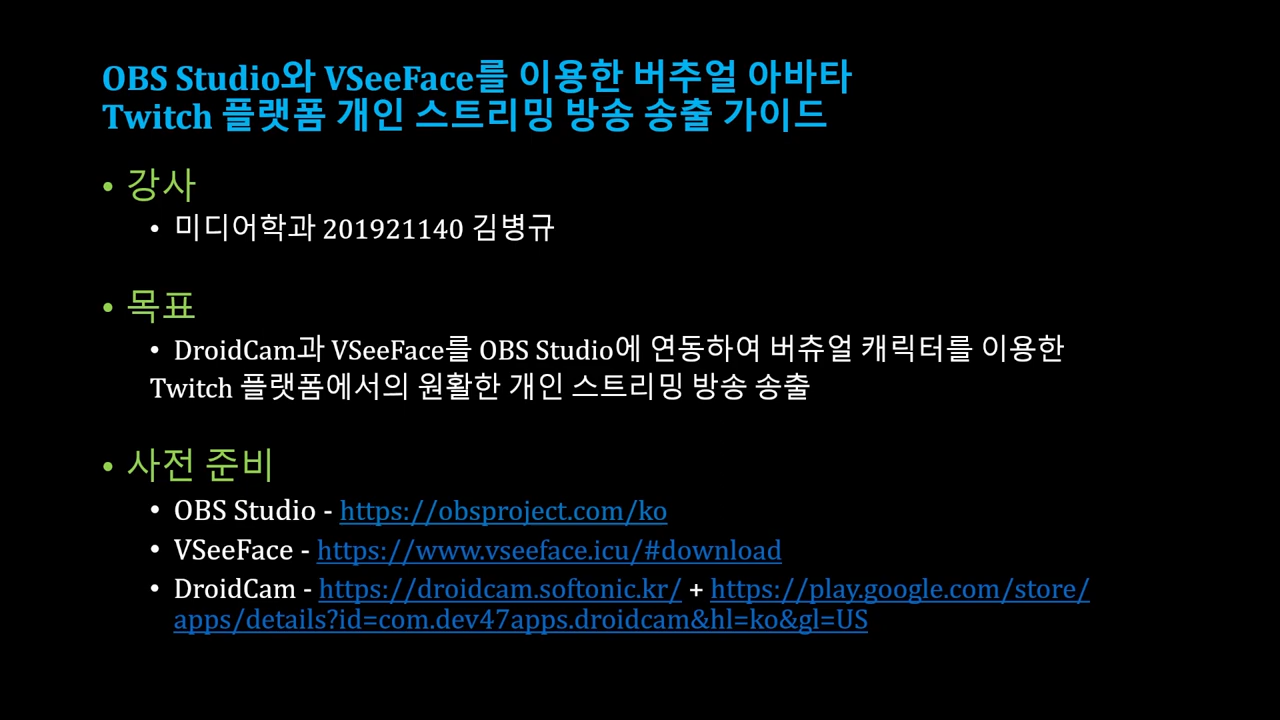 OBS Studio와 VSeeFace를 이용한 버추얼 아바타
Twitch 플랫폼 개인 스트리밍 방송 송출 가이드
• 강사
• 미디어학과 201921140 김병규
• 목표
• DroidCam과 VSeeFace를 OBS Studio에 연동하여 버츄얼 캐릭터를 이용한
Twitch 플랫폼에서의 원활한 개인 스트리밍 방송 송출
• 사전 준비
• OBS Studio - https://obsproject.com/ko
• VSeeFace - https://www.vseeface.icu/#download
• DroidCam - https://droidcam.softonic.kr/ + https://play.google.com/store/
apps/details?id=com.dev47apps.droidcam&hl=ko&gl=US